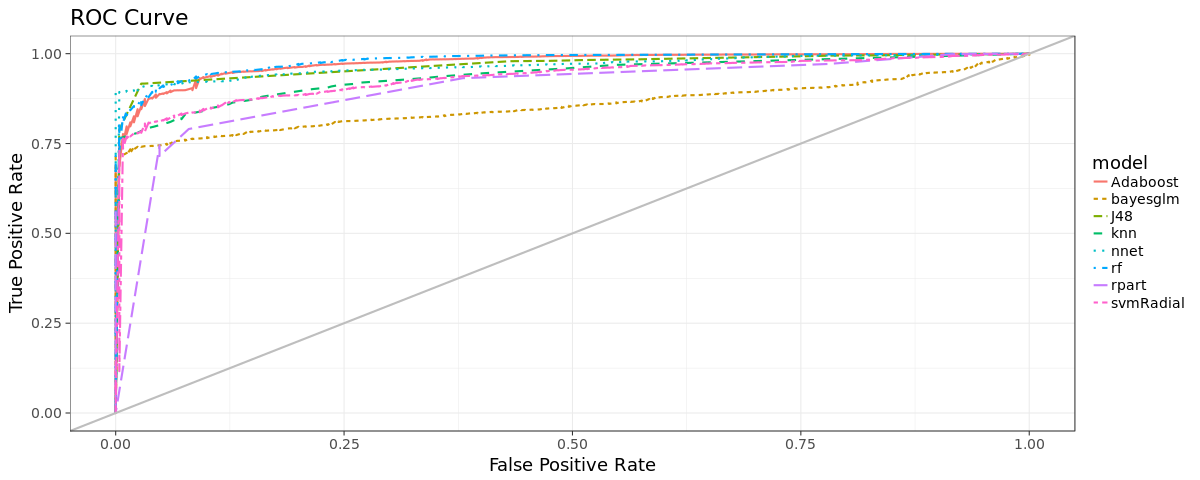 ROC Curve
True Positive Rate
1.00
0.75
0.50
0.25
0.00
0.00 0.25 0.50 0.75 1.00
False Positive Rate
model
Adaboost
bayesglm
J48
knn
nnet
rf
rpart
svmRadial